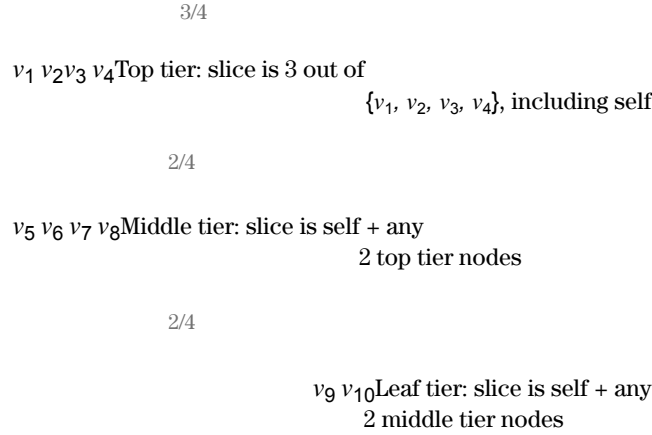 3/4
v1 v2v3 v4Top tier: slice is 3 out of
{v1, v2, v3, v4}, including self
2/4
v5 v6 v7 v8Middle tier: slice is self + any
2 top tier nodes
2/4
v9 v10Leaf tier: slice is self + any
2 middle tier nodes